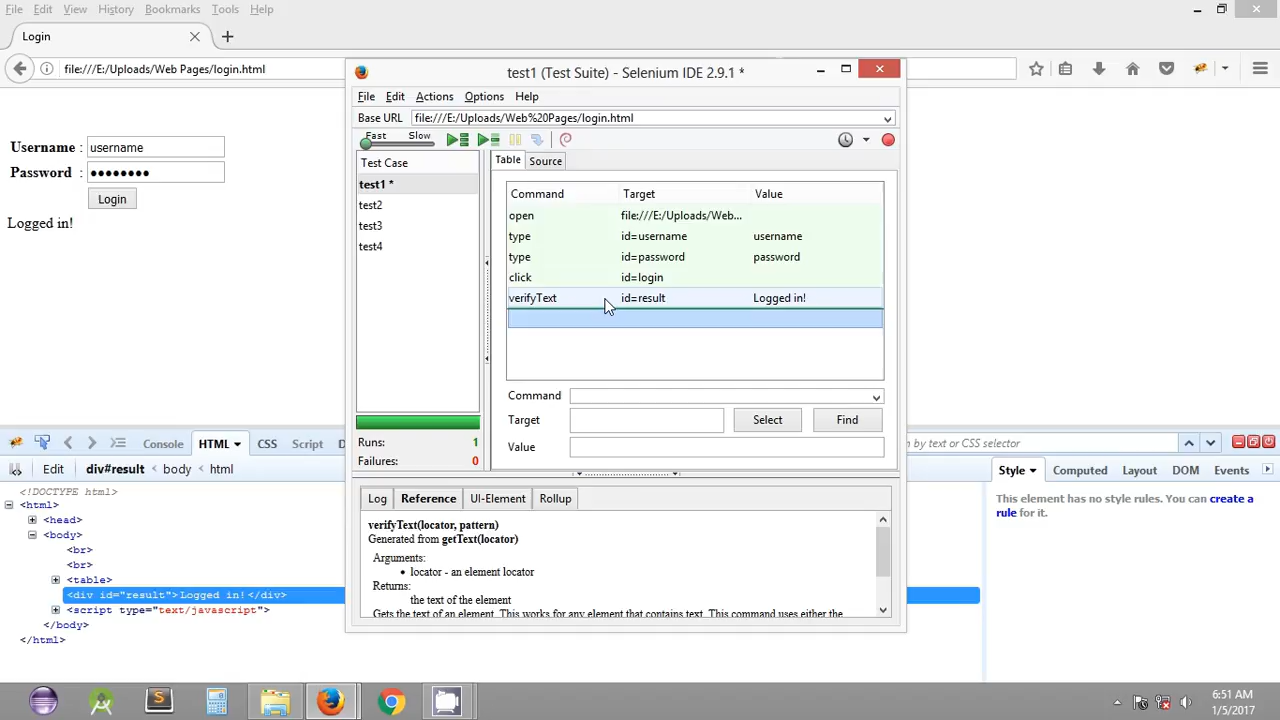 File Edit View History Bookmarks Tools Help
Login
file:///E:/Uploads/Web Pages/login.html
Username : username
Password : ●●●●●●●●
Login
Logged in!
test1 (Test Suite) - Selenium IDE 2.9.1 *
File Edit Actions Options Help
Base URL file:///E:/Uploads/Web%20Pages/login.html
Fast Slow
Test Case
test1 *
test2
test3
test4
Runs: 1
Failures: 0
Table Source
Command Target Value
open file:///E:/Uploads/Web...
type id=username username
type id=password password
click id=login
verifyText id=result Logged in!
Command
Target Select Find
Value
Log Reference UI-Element Rollup
verifyText(locator, pattern)
Generated from getText(locator)
Arguments:
• locator - an element locator
Returns:
the text of the element
Gets the text of an element. This works for any element that contains text. This command uses either the
Console HTML CSS Script D
by text or CSS selector
Edit div#result < body < html
<!DOCTYPE html>
<html>
<head>
<body>
<br>
<br>
<table>
<div id="result">Logged in!</div>
<script type="text/javascript">
</body>
</html>
Style Computed Layout DOM Events
This element has no style rules. You can create a
rule for it.
6:51 AM
1/5/2017